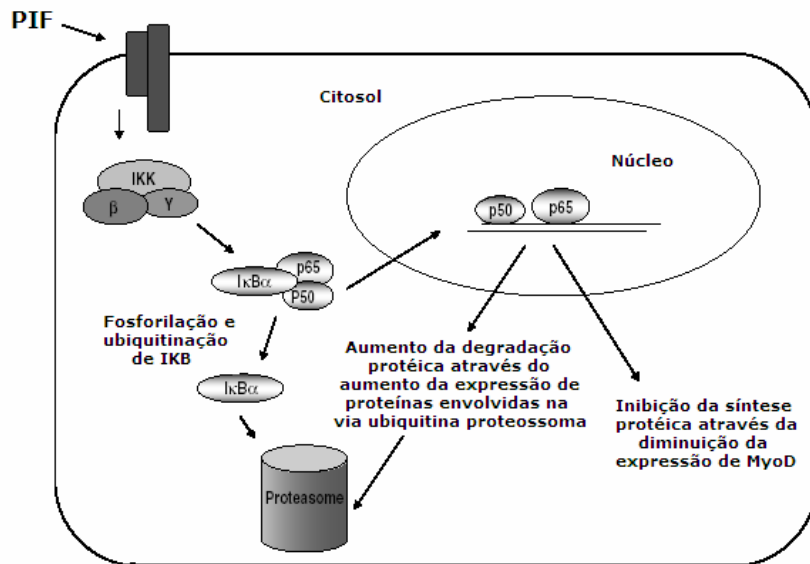 PIF
Citosol
Núcleo
IKK
β
γ
p50
p65
p65
IκBα
P50
Fosforilação e
ubiquitinação
de IKB
IκBα
Proteasome
Aumento da degradação
protéica através do
aumento da expressão de
proteínas envolvidas na
via ubiquitina proteossoma
Inibição da síntese
protéica através da
diminuição da
expressão de MyoD